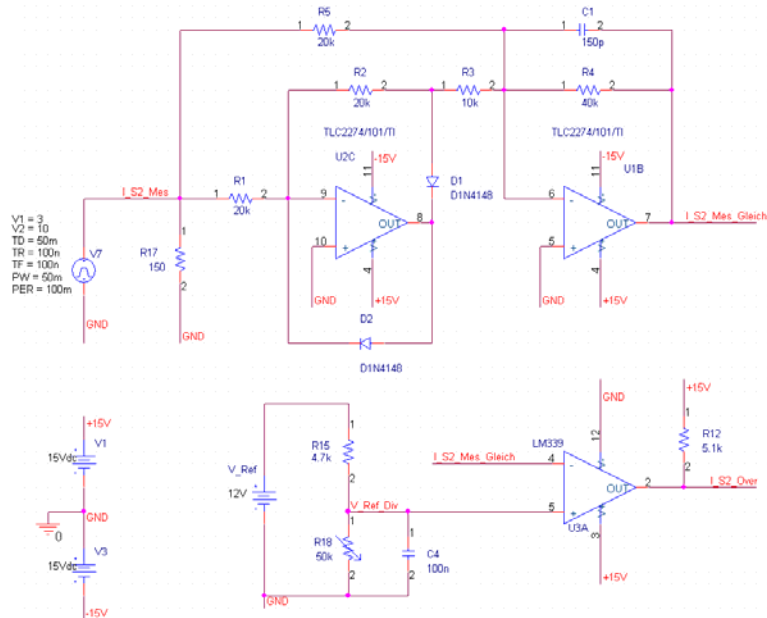 R5
1 2
20k
C1
1 2
150p
R2
1 2
20k
R3
1 2
10k
R4
1 2
40k
TLC2274/101/TI
U2C
11
-15V
D1
D1N4148
TLC2274/101/TI
-15V
11
U1B
I_S2_Mes
R1
1 2
20k
9
-
OUT
8
10
+
4
+15V
GND
6
-
OUT
7
I_S2_Mes_Gleich
5
+
4
+15V
GND
V1 = 3
V2 = 10
TD = 50m
TR = 100n
TF = 100n
PW = 50m
PER = 100m
V7
GND
1
R17
150
2
GND
D2
D1N4148
+15V
V1
15Vdc
GND
0
V3
15Vdc
-15V
V_Ref
12V
1
R15
4.7k
2
V_Ref_Div
1
R18
50k
2
1
C4
100n
2
GND
GND
12
LM339
I_S2_Mes_Gleich
4
-
OUT
2
5
+
U3A
3
+15V
+15V
1
R12
5.1k
2
I_S2_Over